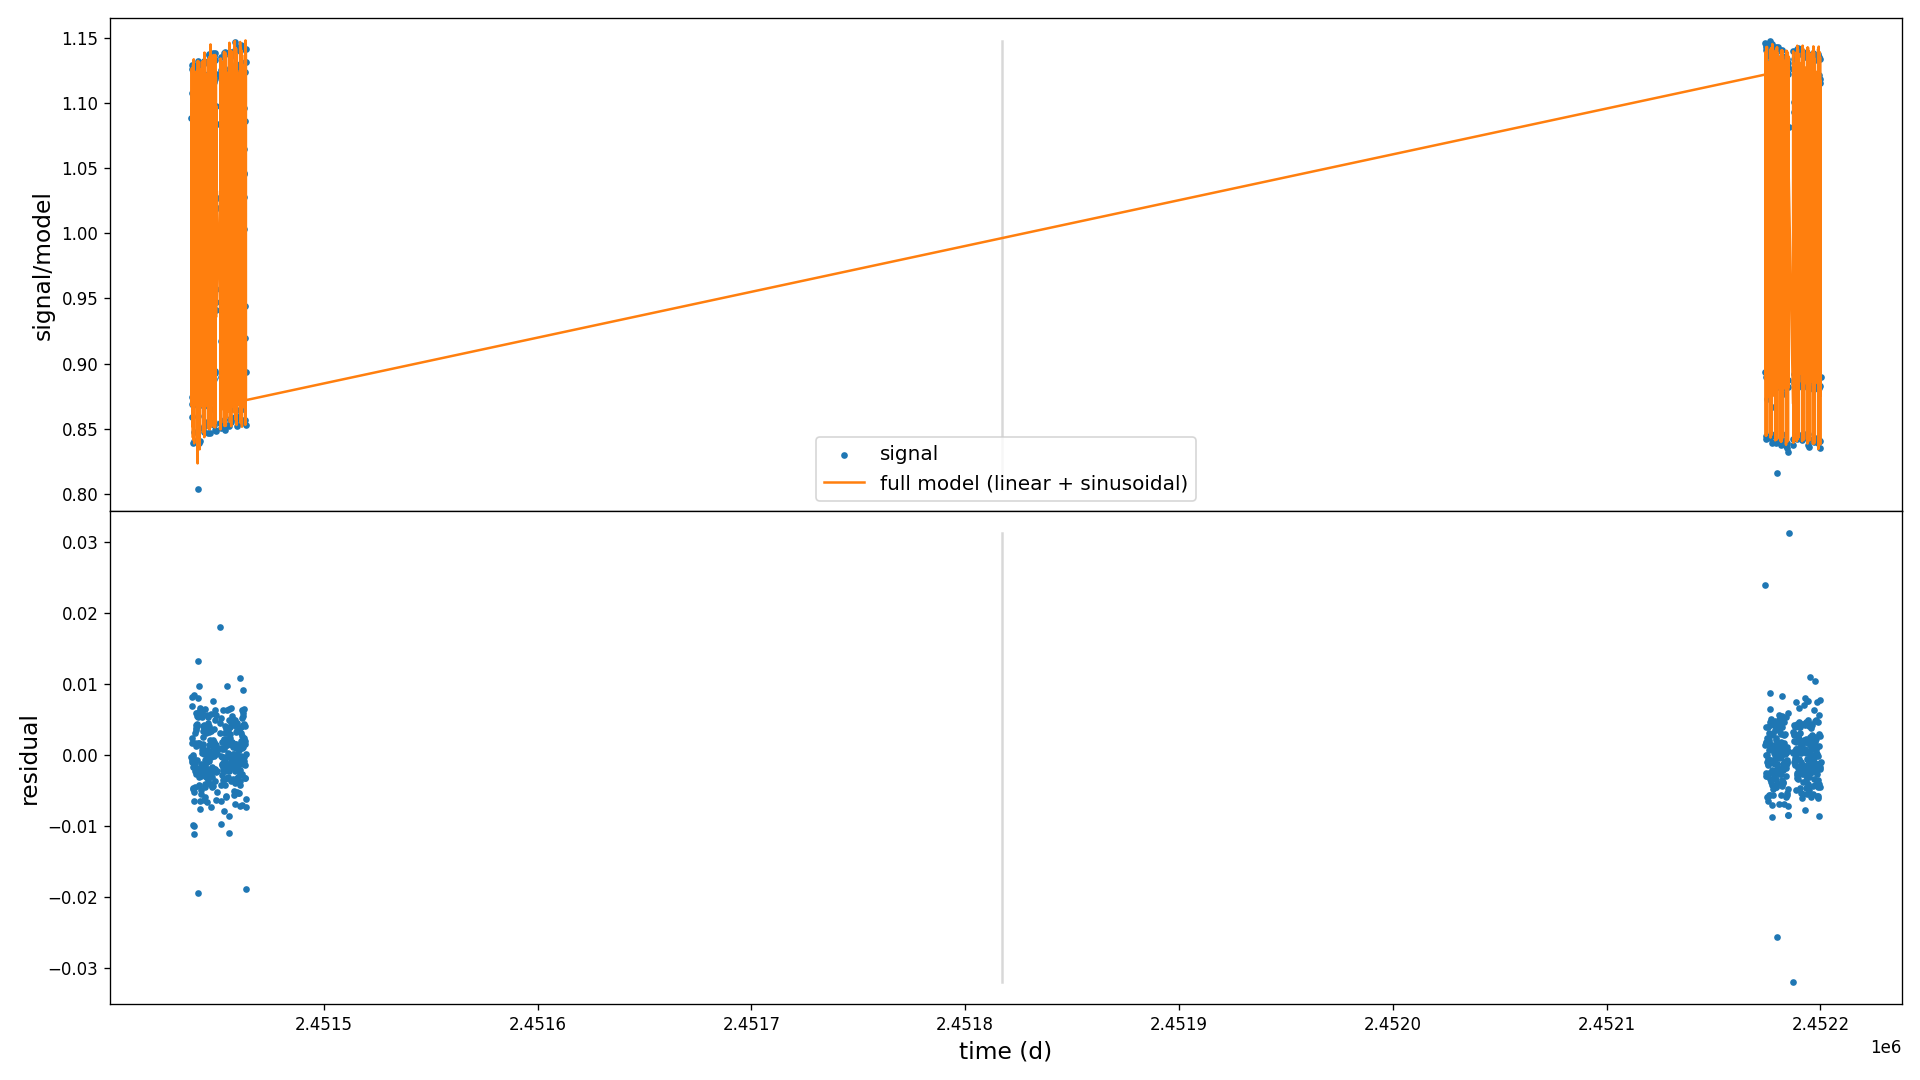 1.15
1.10
1.05
1.00
0.95
0.90
0.85
0.80
signal/model
signal
full model (linear + sinusoidal)
0.03
0.02
0.01
0.00
−0.01
−0.02
−0.03
residual
2.4515 2.4516 2.4517 2.4518 2.4519 2.4520 2.4521 2.4522
1e6
time (d)